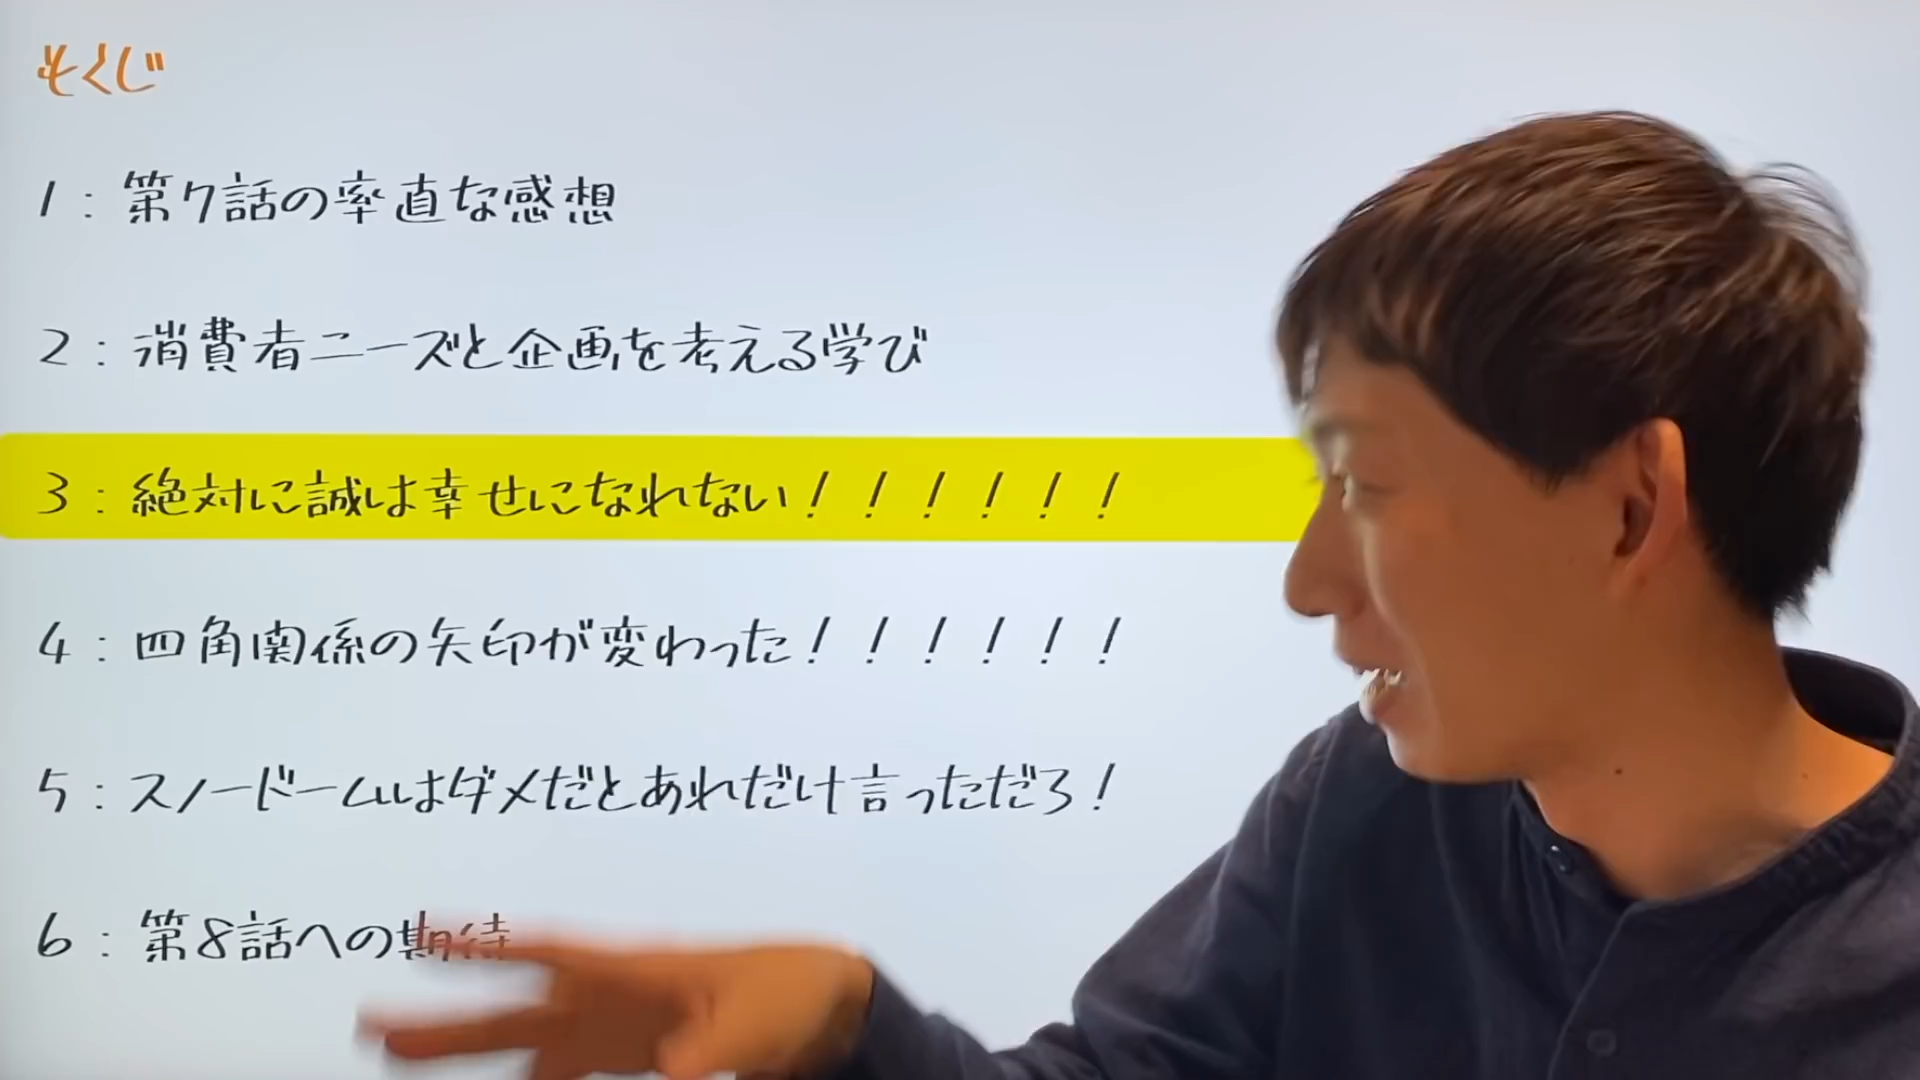 もくじ
1：第7話の率直な感想
2：消費者ニーズと企画を考える学び
3：絶対に誠は幸せになれない！！！！！！
4：四角関係の矢印が変わった！！！！！！
5：スノードームはダメだとあれだけ言っただろ！
6：第8話への期待